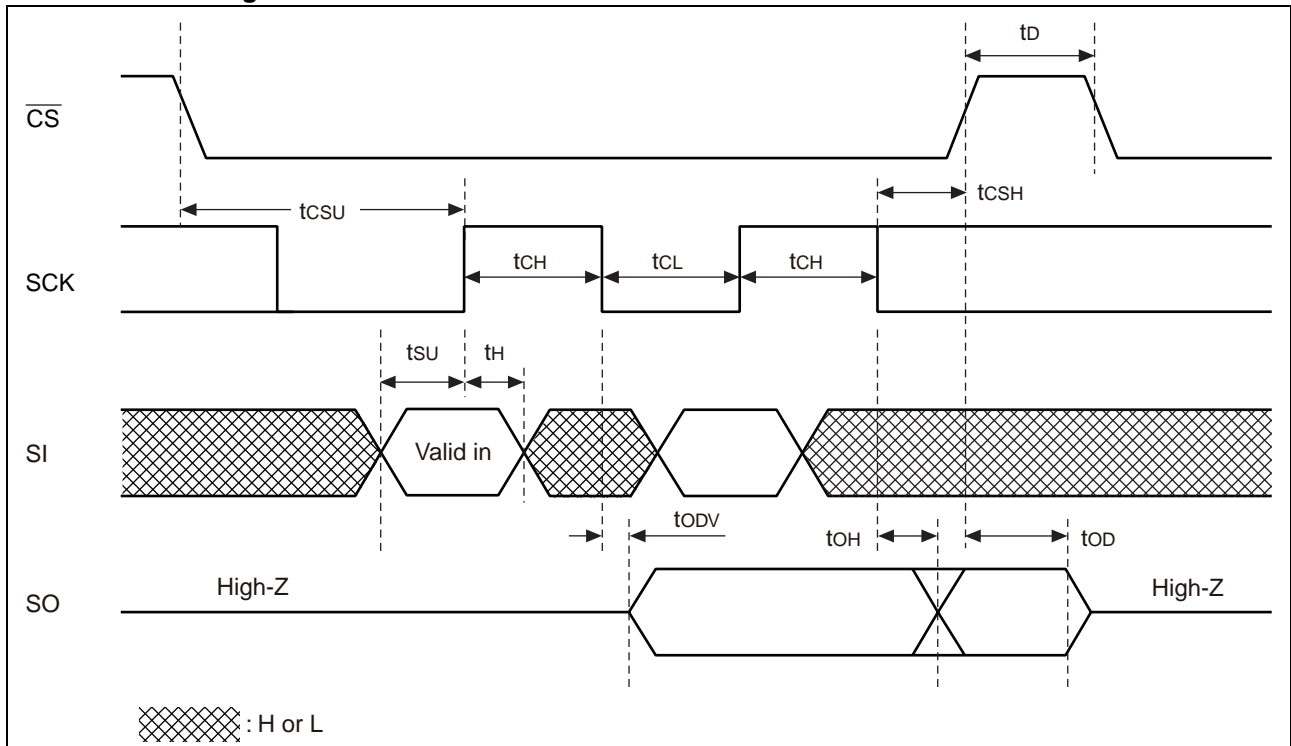 tD
CS
tCSU
tCSH
SCK
tCH
tCL
tCH
tSU
tH
SI
Valid in
tODV
tOH
tOD
SO
High-Z
High-Z
: H or L